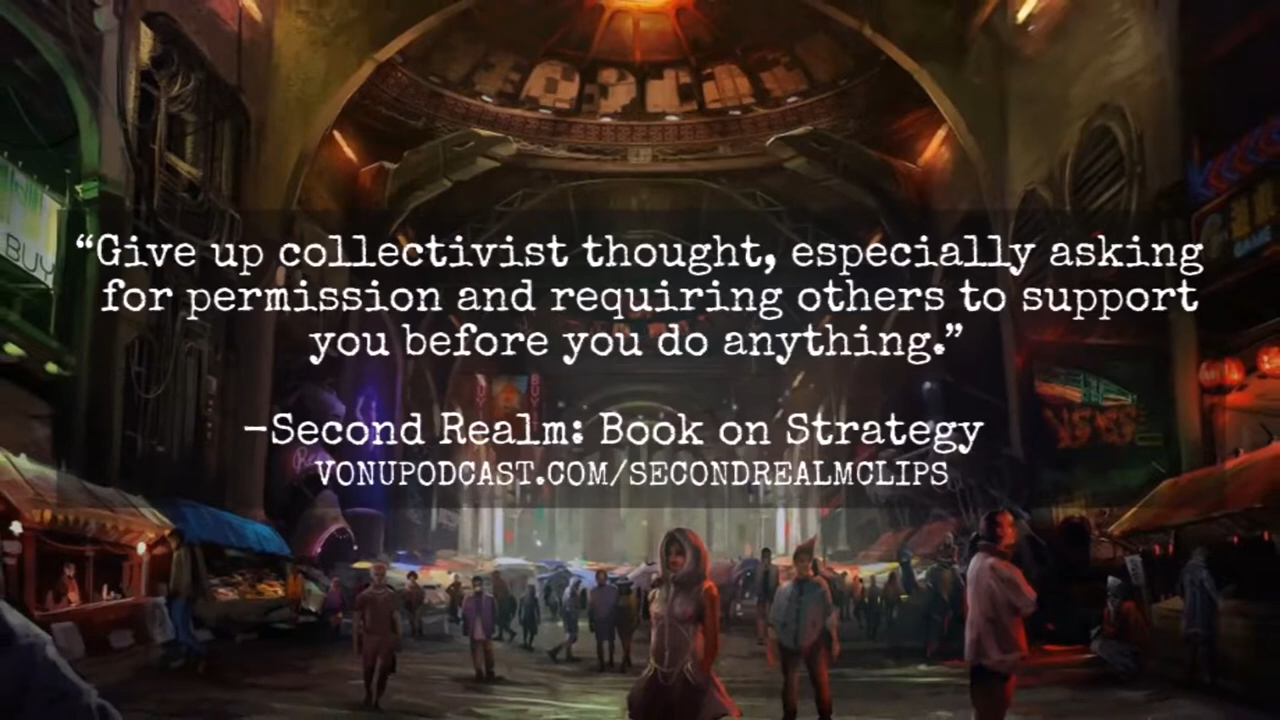 “Give up collectivist thought, especially asking
for permission and requiring others to support
you before you do anything.”
-Second Realm: Book on Strategy
VONUPODCAST.COM/SECONDREALMCLIPS
BUY
GAME